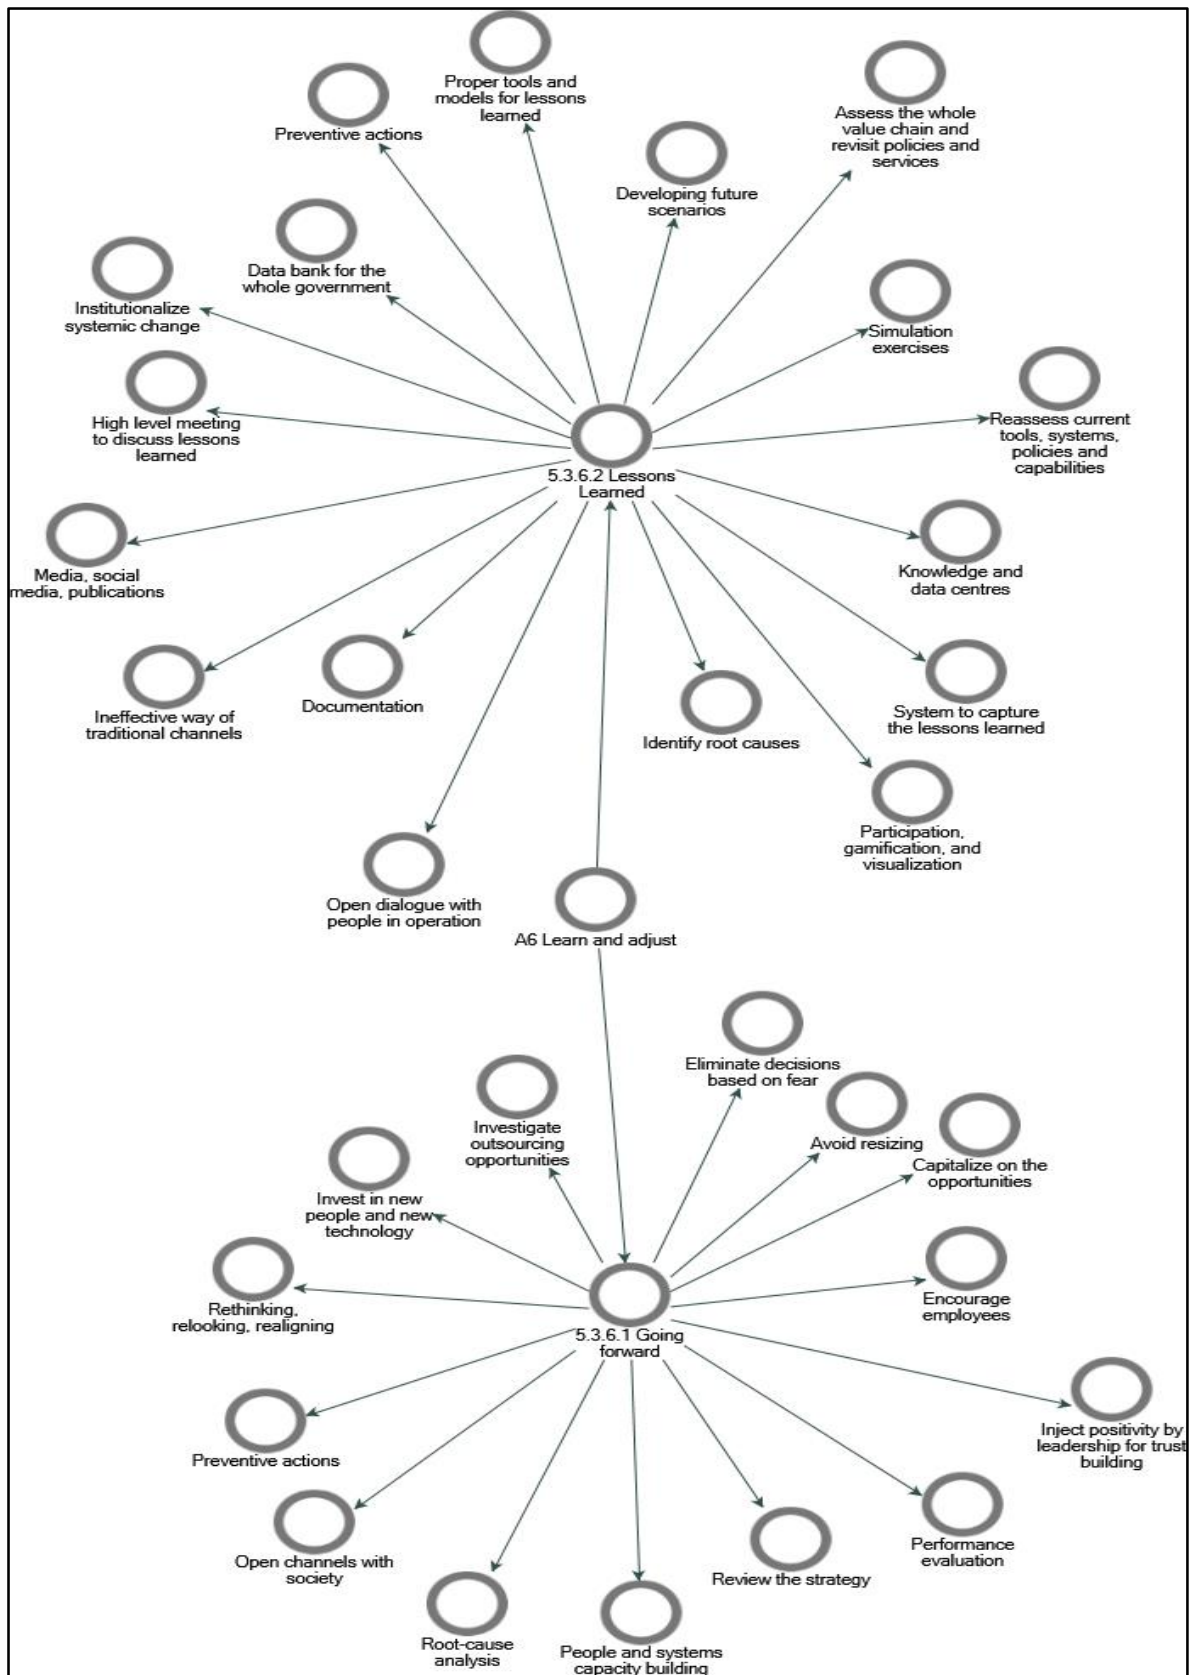 Proper tools and
models for lessons
learned
Preventive actions
Assess the whole
value chain and
revisit policies and
services
Developing future
scenarios
Data bank for the
whole government
Institutionalize
systemic change
Simulation
exercises
High level meeting
to discuss lessons
learned
Reassess current
tools, systems,
policies and
capabilities
5.3.6.2 Lessons
Learned
Media, social
media, publications
Knowledge and
data centres
Ineffective way of
traditional channels
Documentation
Identify root causes
System to capture
the lessons learned
Participation,
gamification, and
visualization
Open dialogue with
people in operation
A6 Learn and adjust
Eliminate decisions
based on fear
Investigate
outsourcing
opportunities
Avoid resizing
Capitalize on the
opportunities
Invest in new
people and new
technology
Rethinking,
relooking, realigning
Encourage
employees
5.3.6.1 Going
forward
Preventive actions
Inject positivity by
leadership for trust
building
Open channels with
society
Performance
evaluation
Review the strategy
Root-cause
analysis
People and systems
capacity building